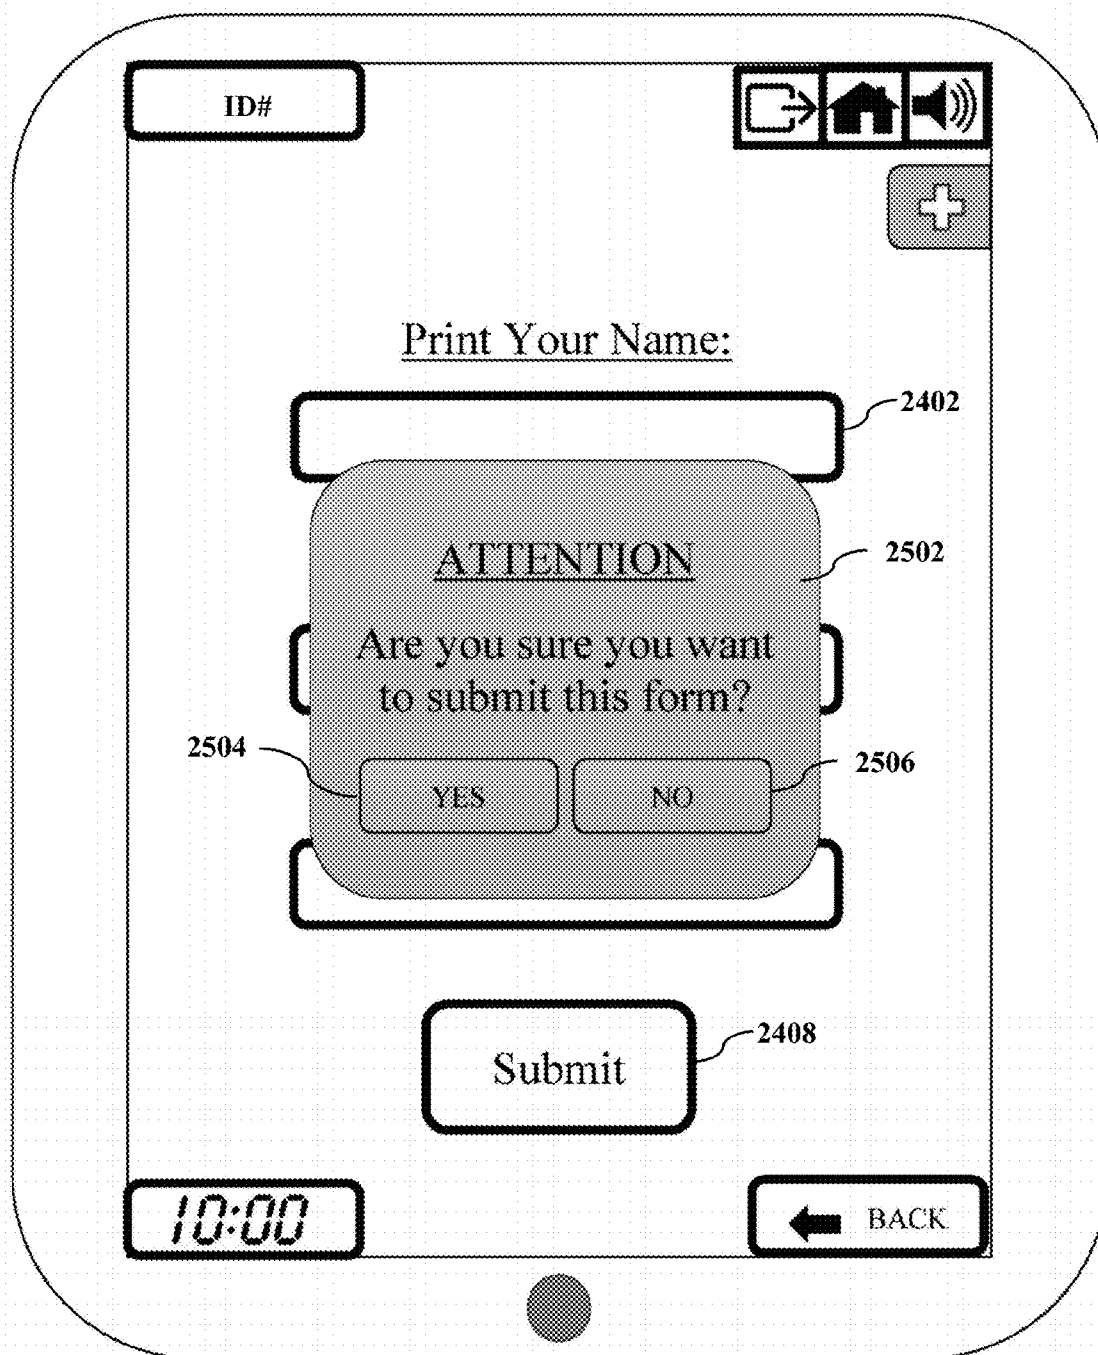 ID#
Print Your Name:
2402
ATTENTION
2502
Are you sure you want
to submit this form?
2504
2506
YES
NO
Submit
2408
10:00
BACK